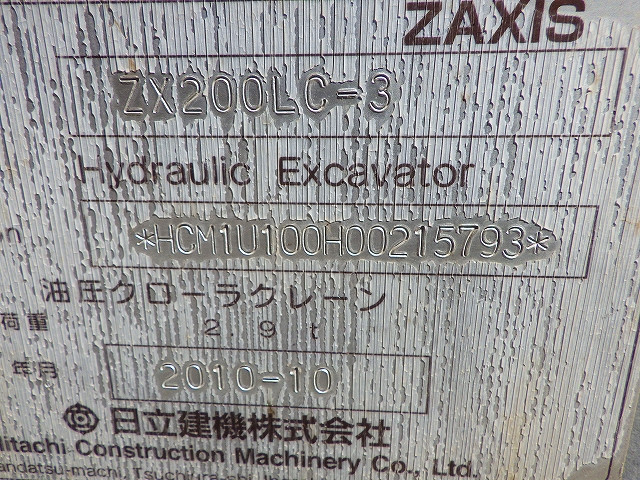 ZAXIS
ZX200LC-3
Hydraulic Excavator
*HCM1U100H00215793*
油圧クローラクレーン
荷重 2.9t
年月 2010-10
日立建機株式会社
Hitachi Construction Machinery Co., Ltd.